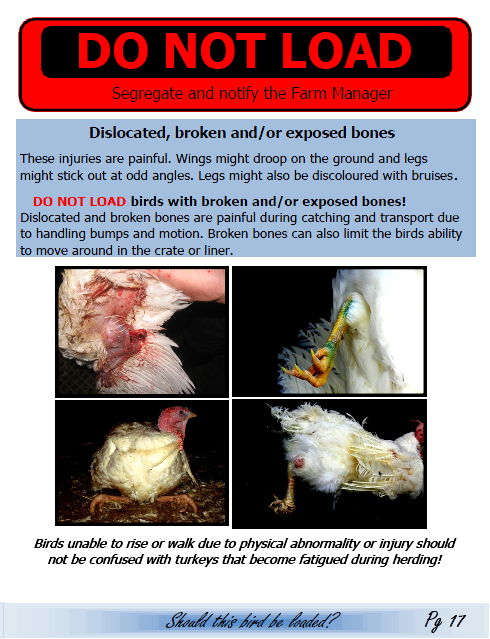 DO NOT LOAD
Segregate and notify the Farm Manager
Dislocated, broken and/or exposed bones
These injuries are painful. Wings might droop on the ground and legs
might stick out at odd angles. Legs might also be discoloured with bruises.
DO NOT LOAD birds with broken and/or exposed bones!
Dislocated and broken bones are painful during catching and transport due
to handling bumps and motion. Broken bones can also limit the birds ability
to move around in the crate or liner.
Birds unable to rise or walk due to physical abnormality or injury should
not be confused with turkeys that become fatigued during herding!
Should this bird be loaded?
Pg 17